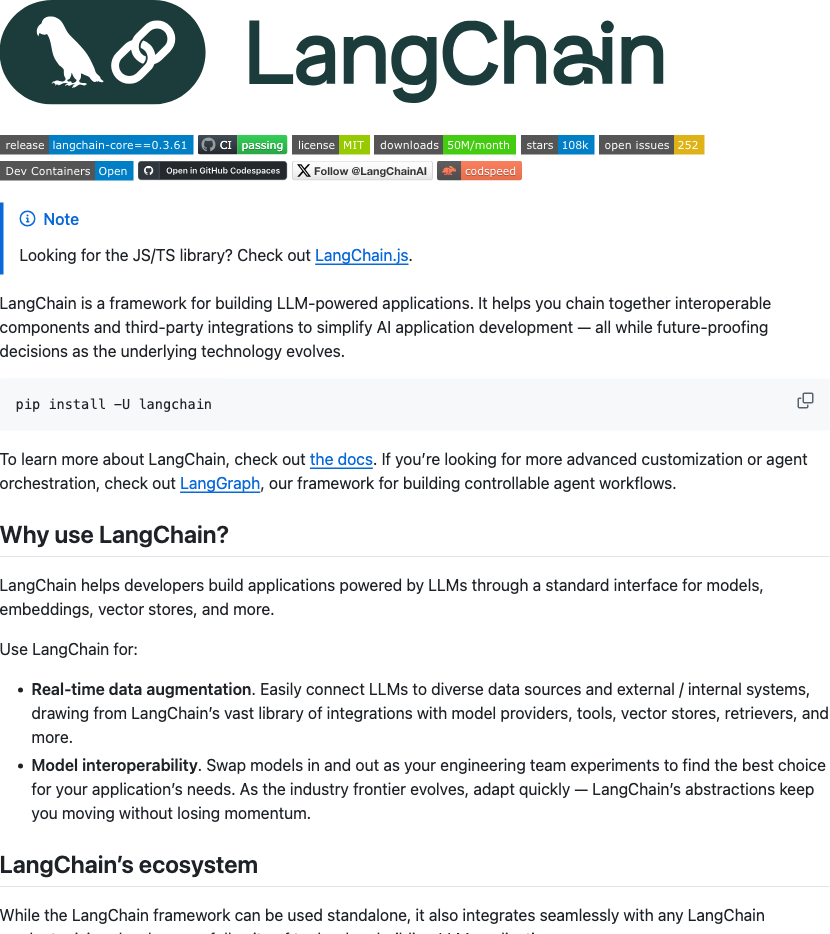 LangChain
release langchain-core==0.3.61 CI passing license MIT downloads 50M/month stars 108k open issues 252
Dev Containers Open Open in GitHub Codespaces Follow @LangChainAI codspeed
Note
Looking for the JS/TS library? Check out LangChain.js.
LangChain is a framework for building LLM-powered applications. It helps you chain together interoperable
components and third-party integrations to simplify AI application development — all while future-proofing
decisions as the underlying technology evolves.
pip install -U langchain
To learn more about LangChain, check out the docs. If you’re looking for more advanced customization or agent
orchestration, check out LangGraph, our framework for building controllable agent workflows.
Why use LangChain?
LangChain helps developers build applications powered by LLMs through a standard interface for models,
embeddings, vector stores, and more.
Use LangChain for:
• Real-time data augmentation. Easily connect LLMs to diverse data sources and external / internal systems,
drawing from LangChain’s vast library of integrations with model providers, tools, vector stores, retrievers, and
more.
• Model interoperability. Swap models in and out as your engineering team experiments to find the best choice
for your application’s needs. As the industry frontier evolves, adapt quickly — LangChain’s abstractions keep
you moving without losing momentum.
LangChain’s ecosystem
While the LangChain framework can be used standalone, it also integrates seamlessly with any LangChain